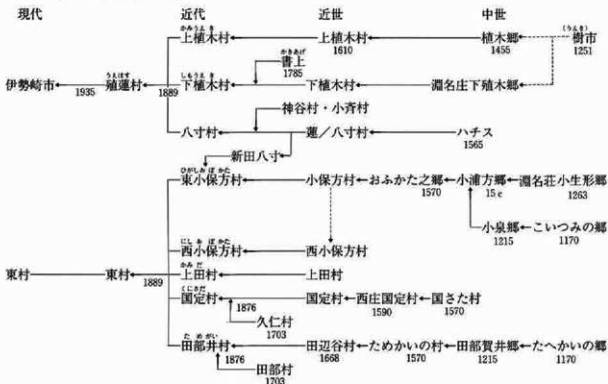 現代 近代 近世 中世
かみうえき (うえき)
上植木村 上植木村 植木郷 樹市
1610 1455 1251
かきあげ
書上
しもうえき 1785
うえはす
伊勢崎市 殖蓮村 下植木村 下植木村 淵名庄下殖木郷
1935 1889
神谷村・小斉村
八寸村 蓮/八寸村 ハチス
1565
新田八寸
ひがしおぼかた
東小保方村 小保方村 おふかた之郷 小浦方郷 淵名荘小生形郷
1570 15c 1263
小泉郷 こいつみの郷
1215 1170
にしおぼかた
西小保方村 西小保方村
かみだ
東村 東村 上田村 上田村
1889
くにさだ
国定村 国定村 西庄国定村 国さた村
1876 1590 1570
久仁村
1703
ためがい
田部井村 田辺谷村 ためかいの村 田部賀井郷 たへかいの郷
1876 1668 1570 1215 1170
田部村
1703